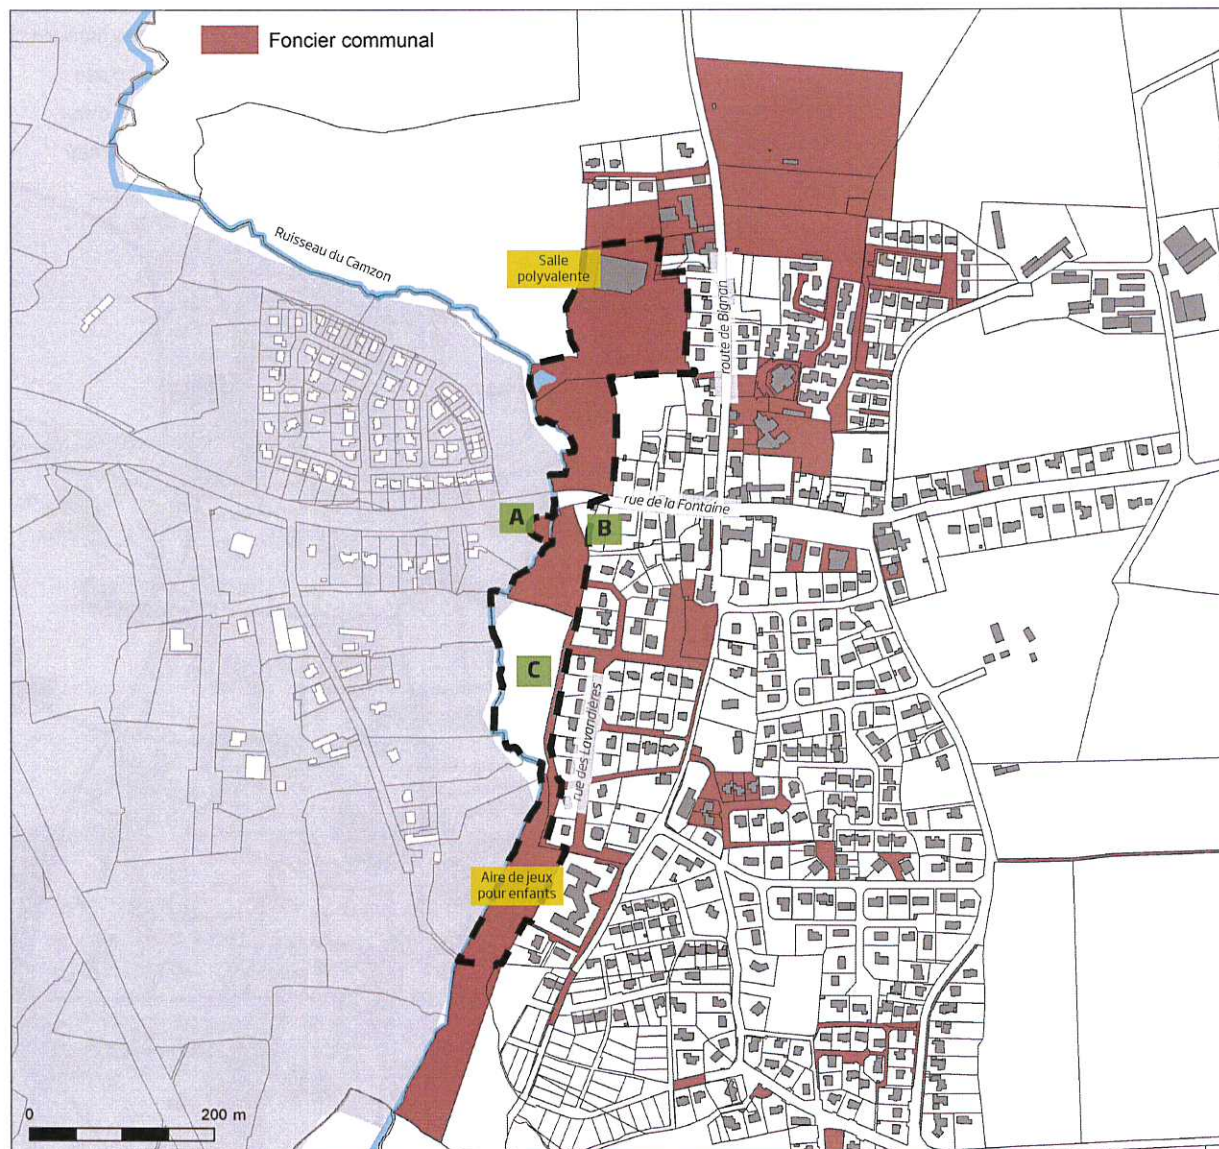 Foncier communal
Ruisseau du Camzon
Salle
polyvalente
route de Bignan
rue de la Fontaine
A
B
C
rue des Lavandières
Aire de jeux
pour enfants
0
200 m